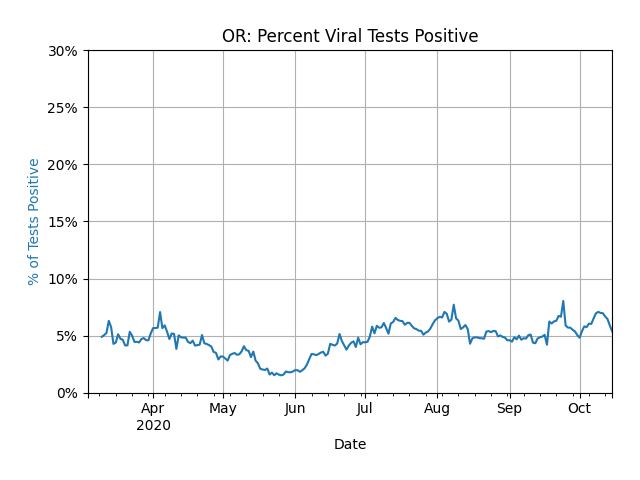 OR: Percent Viral Tests Positive
30%
25%
20%
15%
10%
5%
0%
% of Tests Positive
Apr May Jun Jul Aug Sep Oct
2020
Date